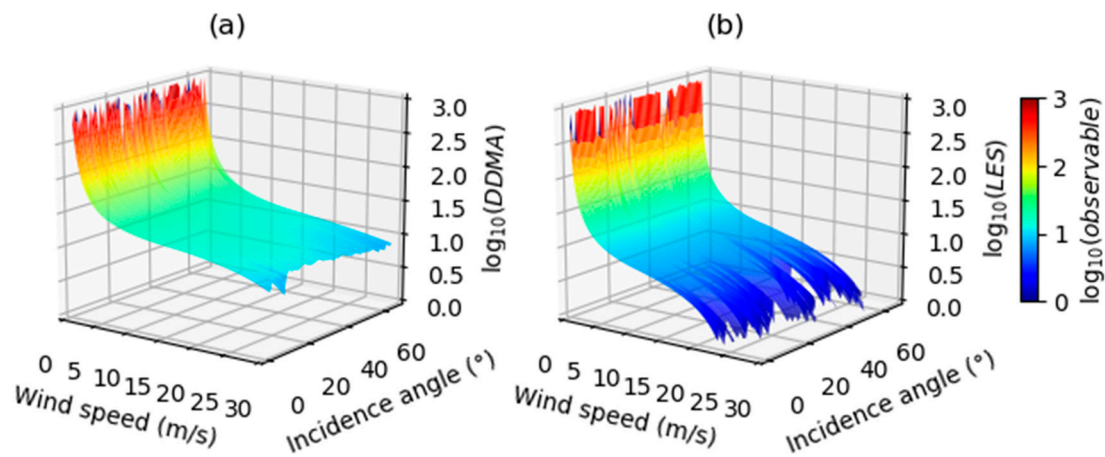 (a)
(b)
3.0
2.5
2.0
1.5
1.0
0.5
0.0
log10(DDMA)
0 5 10 15 20 25 30
Wind speed (m/s)
0 20 40 60
Incidence angle (°)
3.0
2.5
2.0
1.5
1.0
0.5
0.0
log10(LES)
0 5 10 15 20 25 30
Wind speed (m/s)
0 20 40 60
Incidence angle (°)
3
2
1
0
log10(observable)